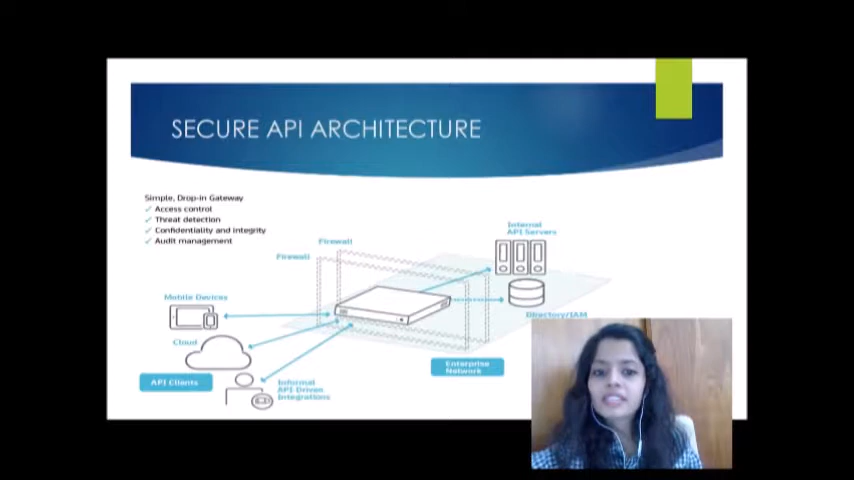 SECURE API ARCHITECTURE
Simple, Drop-in Gateway
✓ Access control
✓ Threat detection
✓ Confidentiality and integrity
✓ Audit management
Internal
API Servers
Firewall
Firewall
Mobile Devices
Directory/IAM
Cloud
Enterprise
Network
API Clients
Informal
API Driven
Integrations